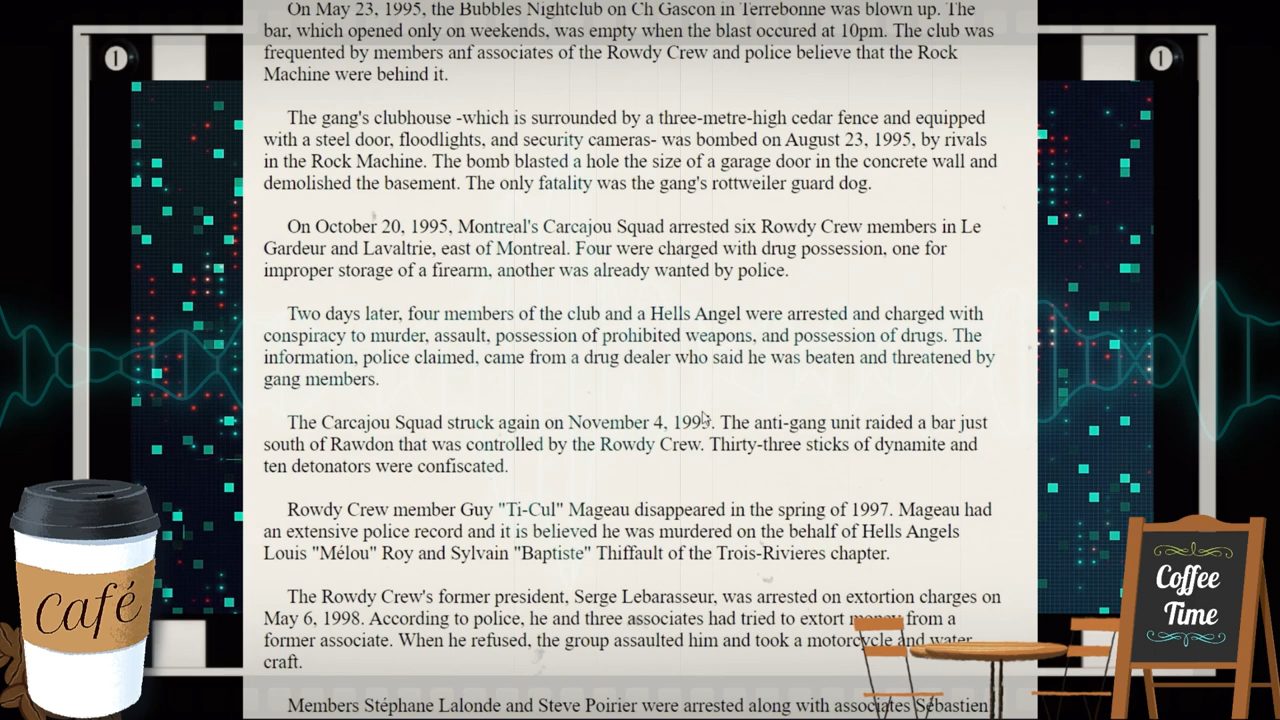 On May 23, 1995, the Bubbles Nightclub on Ch Gascon in Terrebonne was blown up. The
bar, which opened only on weekends, was empty when the blast occured at 10pm. The club was
frequented by members anf associates of the Rowdy Crew and police believe that the Rock
Machine were behind it.
The gang's clubhouse -which is surrounded by a three-metre-high cedar fence and equipped
with a steel door, floodlights, and security cameras- was bombed on August 23, 1995, by rivals
in the Rock Machine. The bomb blasted a hole the size of a garage door in the concrete wall and
demolished the basement. The only fatality was the gang's rottweiler guard dog.
On October 20, 1995, Montreal's Carcajou Squad arrested six Rowdy Crew members in Le
Gardeur and Lavaltrie, east of Montreal. Four were charged with drug possession, one for
improper storage of a firearm, another was already wanted by police.
Two days later, four members of the club and a Hells Angel were arrested and charged with
conspiracy to murder, assault, possession of prohibited weapons, and possession of drugs. The
information, police claimed, came from a drug dealer who said he was beaten and threatened by
gang members.
The Carcajou Squad struck again on November 4, The anti-gang unit raided a bar just
south of Rawdon that was controlled by the Rowdy Crew. Thirty-three sticks of dynamite and
ten detonators were confiscated.
Rowdy Crew member Guy "Ti-Cul" Mageau disappeared in the spring of 1997. Mageau had
an extensive police record and it is believed he was murdered on the behalf of Hells Angels
Louis "Mélou" Roy and Sylvain "Baptiste" Thiffault of the Trois-Rivieres chapter.
The Rowdy Crew's former president, Serge Lebarasseur, was arrested on extortion charges on
May 6, 1998. According to police, he and three associates had tried to extort money from a
former associate. When he refused, the group assaulted him and took a motorcycle and water
craft.
Members Stéphane Lalonde and Steve Poirier were arrested along with associates Sébastien
1
1
Café
Coffee
Time